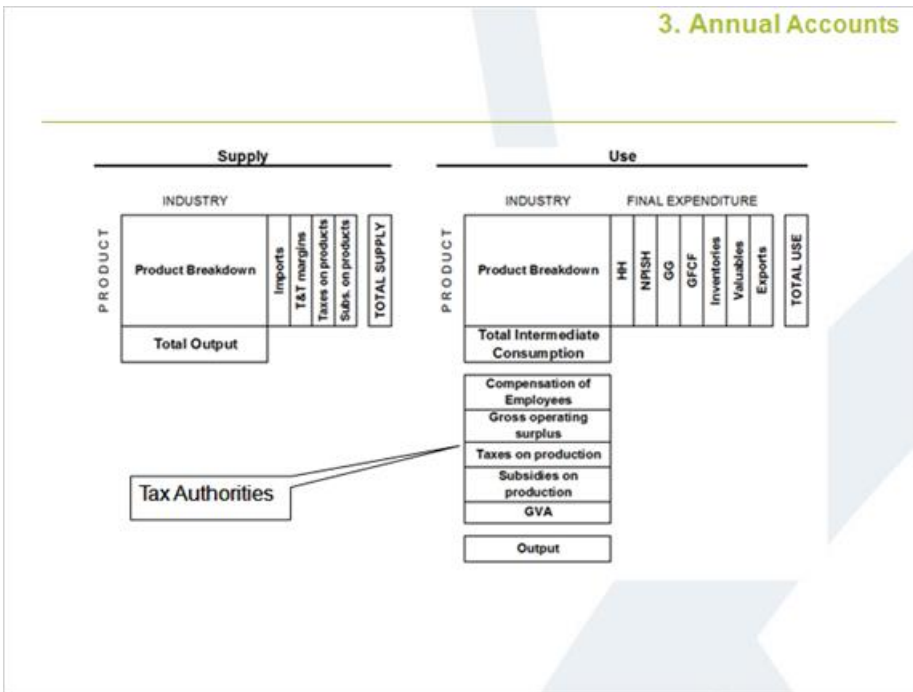 3. Annual Accounts
Supply
INDUSTRY
PRODUCT
Product Breakdown
Imports
T&T margins
Taxes on products
Subs. on products
TOTAL SUPPLY
Total Output
Use
INDUSTRY
FINAL EXPENDITURE
PRODUCT
Product Breakdown
HH
NPISH
GG
GFCF
Inventories
Valuables
Exports
TOTAL USE
Total Intermediate
Consumption
Compensation of
Employees
Gross operating
surplus
Taxes on production
Subsidies on
production
GVA
Output
Tax Authorities